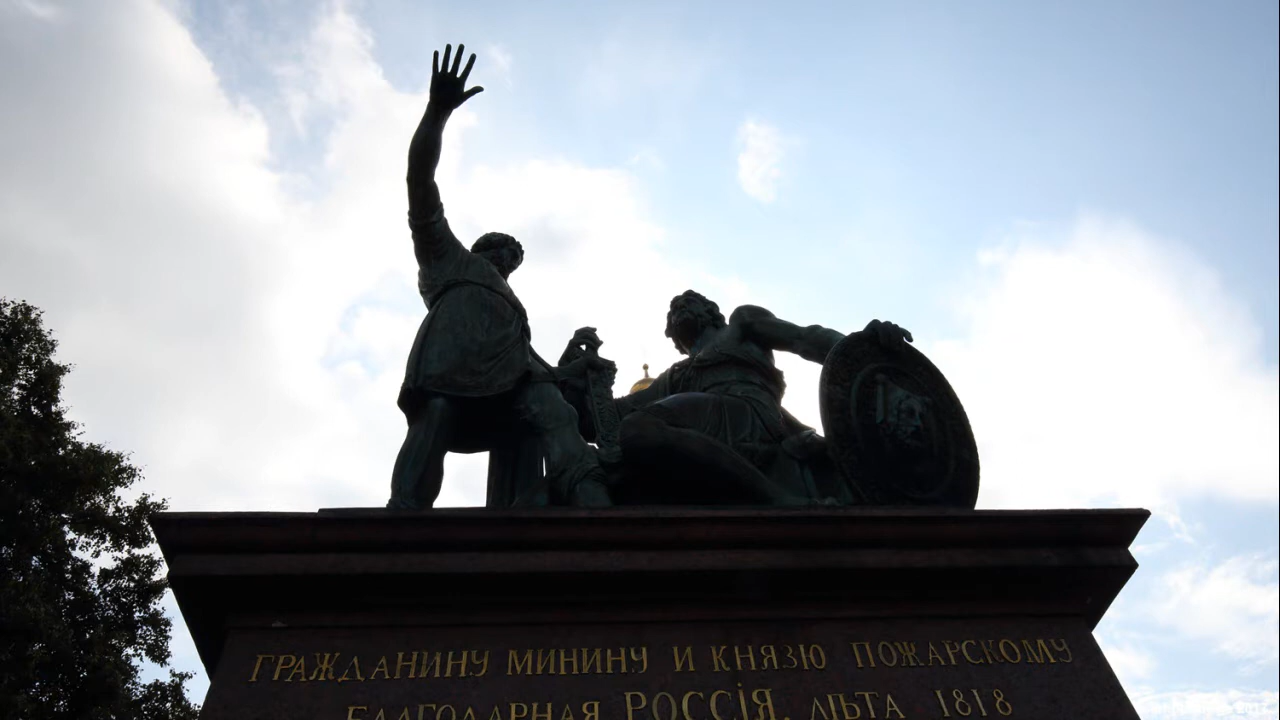 ГРАЖДАНИНУ МИНИНУ И КНЯЗЮ ПОЖАРСКОМУ
БЛАГОДАРНАЯ РОССІЯ. ЛѢТА 1818